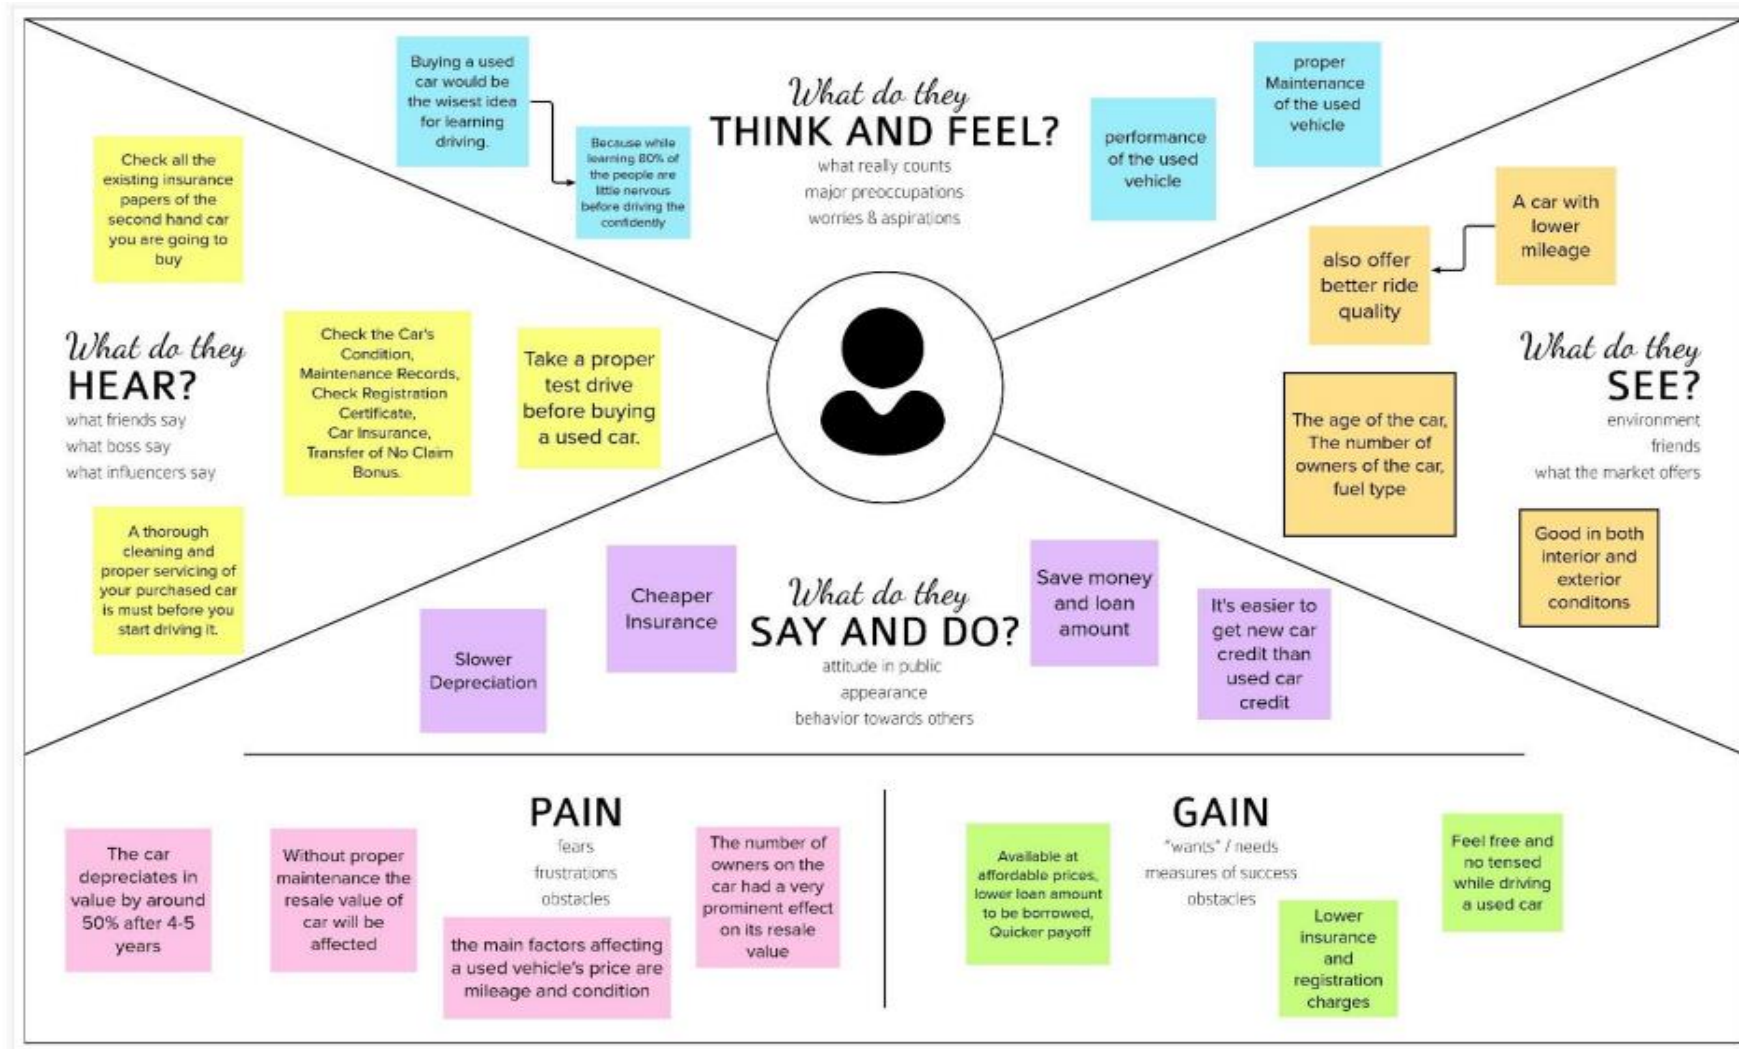 Buying a used
car would be
the wisest idea
for learning
driving.
Because while
learning 80% of
the people are
little nervous
before driving the
confidently
What do they
THINK AND FEEL?
what really counts
major preoccupations
worries & aspirations
performance
of the used
vehicle
proper
Maintenance
of the used
vehicle
Check all the
existing insurance
papers of the
second hand car
you are going to
buy
What do they
HEAR?
what friends say
what boss say
what influencers say
Check the Car's
Condition,
Maintenance Records,
Check Registration
Certificate,
Car Insurance,
Transfer of No Claim
Bonus.
Take a proper
test drive
before buying
a used car.
A thorough
cleaning and
proper servicing of
your purchased car
is must before you
start driving it.
A car with
lower
mileage
also offer
better ride
quality
What do they
SEE?
environment
friends
what the market offers
The age of the car,
The number of
owners of the car,
fuel type
Good in both
interior and
exterior
conditons
Slower
Depreciation
Cheaper
Insurance
What do they
SAY AND DO?
attitude in public
appearance
behavior towards others
Save money
and loan
amount
It's easier to
get new car
credit than
used car
credit
PAIN
fears
frustrations
obstacles
The car
depreciates in
value by around
50% after 4-5
years
Without proper
maintenance the
resale value of
car will be
affected
the main factors affecting
a used vehicle's price are
mileage and condition
The number of
owners on the
car had a very
prominent effect
on its resale
value
GAIN
"wants" / needs
measures of success
obstacles
Available at
affordable prices,
lower loan amount
to be borrowed,
Quicker payoff
Lower
insurance
and
registration
charges
Feel free and
no tensed
while driving
a used car